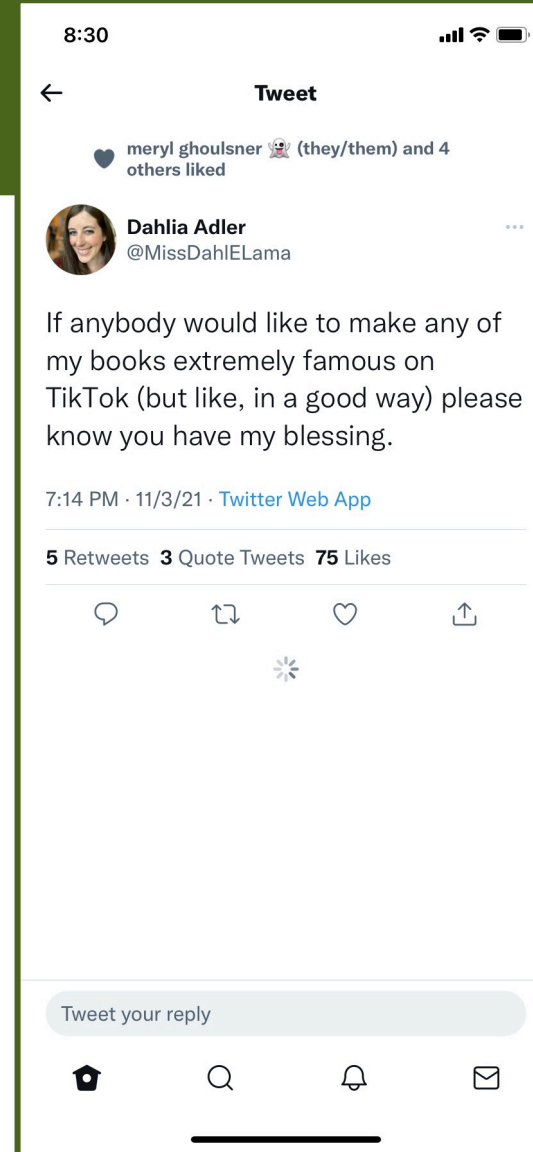 8:30
Tweet
meryl ghoulsner 👻 (they/them) and 4
others liked
Dahlia Adler
@MissDahlELama
If anybody would like to make any of
my books extremely famous on
TikTok (but like, in a good way) please
know you have my blessing.
7:14 PM · 11/3/21 · Twitter Web App
5 Retweets 3 Quote Tweets 75 Likes
Tweet your reply